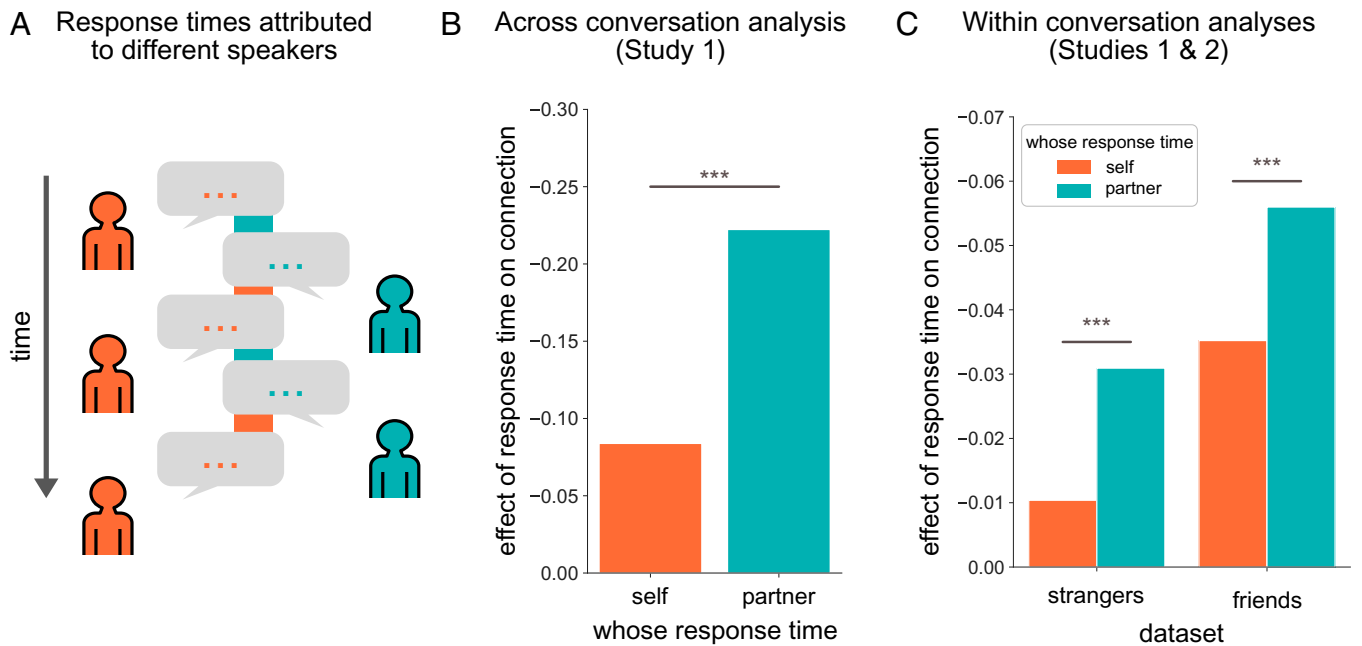 A Response times attributed
to different speakers
time
...
...
...
...
...
B Across conversation analysis
(Study 1)
effect of response time on connection
−0.30
−0.25
−0.20
−0.15
−0.10
−0.05
0.00
***
self partner
whose response time
C Within conversation analyses
(Studies 1 & 2)
effect of response time on connection
−0.07
−0.06
−0.05
−0.04
−0.03
−0.02
−0.01
0.00
whose response time
self
partner
***
***
strangers friends
dataset